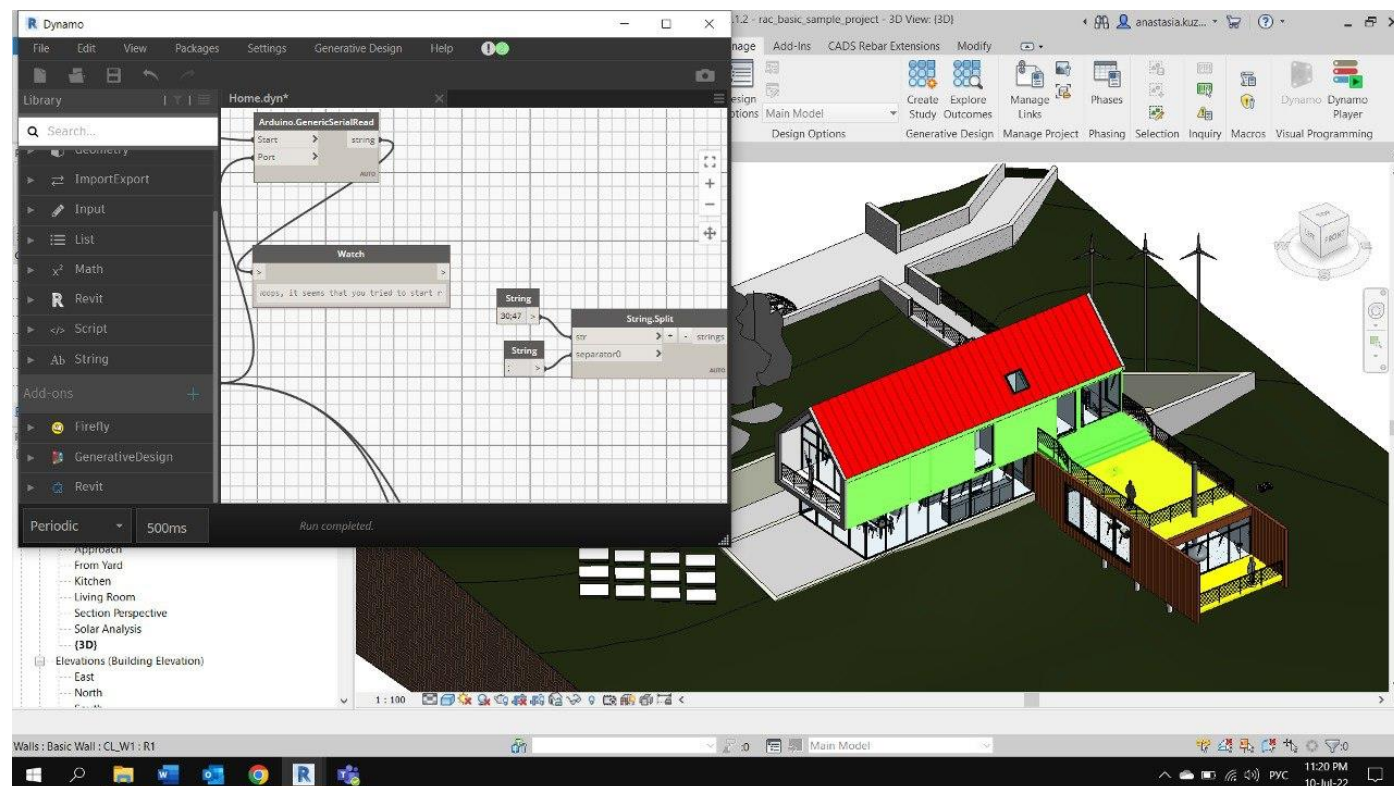 Dynamo
File Edit View Packages Settings Generative Design Help
Library
Search...
Geometry
ImportExport
Input
List
Math
Revit
Script
Ab String
Add-ons
Firefly
GenerativeDesign
Revit
Periodic 500ms Run completed.
Home.dyn*
Arduino.GenericSerialRead
Start > string
Port >
AUTO
Watch
> >
, it seems that you tried to start
String
30;47 >
String
; >
String.Split
str > + - strings
separator0 >
AUTO
.1.2 - rac_basic_sample_project - 3D View: {3D} anastasia.kuz...
nage Add-Ins CADS Rebar Extensions Modify
Main Model
Create Study
Explore Outcomes
Manage Links
Phases
Dynamo
Dynamo Player
Design Options Generative Design Manage Project Phasing Selection Inquiry Macros Visual Programming
FRONT
Approach
From Yard
Kitchen
Living Room
Section Perspective
Solar Analysis
{3D}
Elevations (Building Elevation)
East
North
1 : 100
Walls : Basic Wall : CL_W1 : R1 :0 Main Model :0
РУС 11:20 PM
10-Jul-22